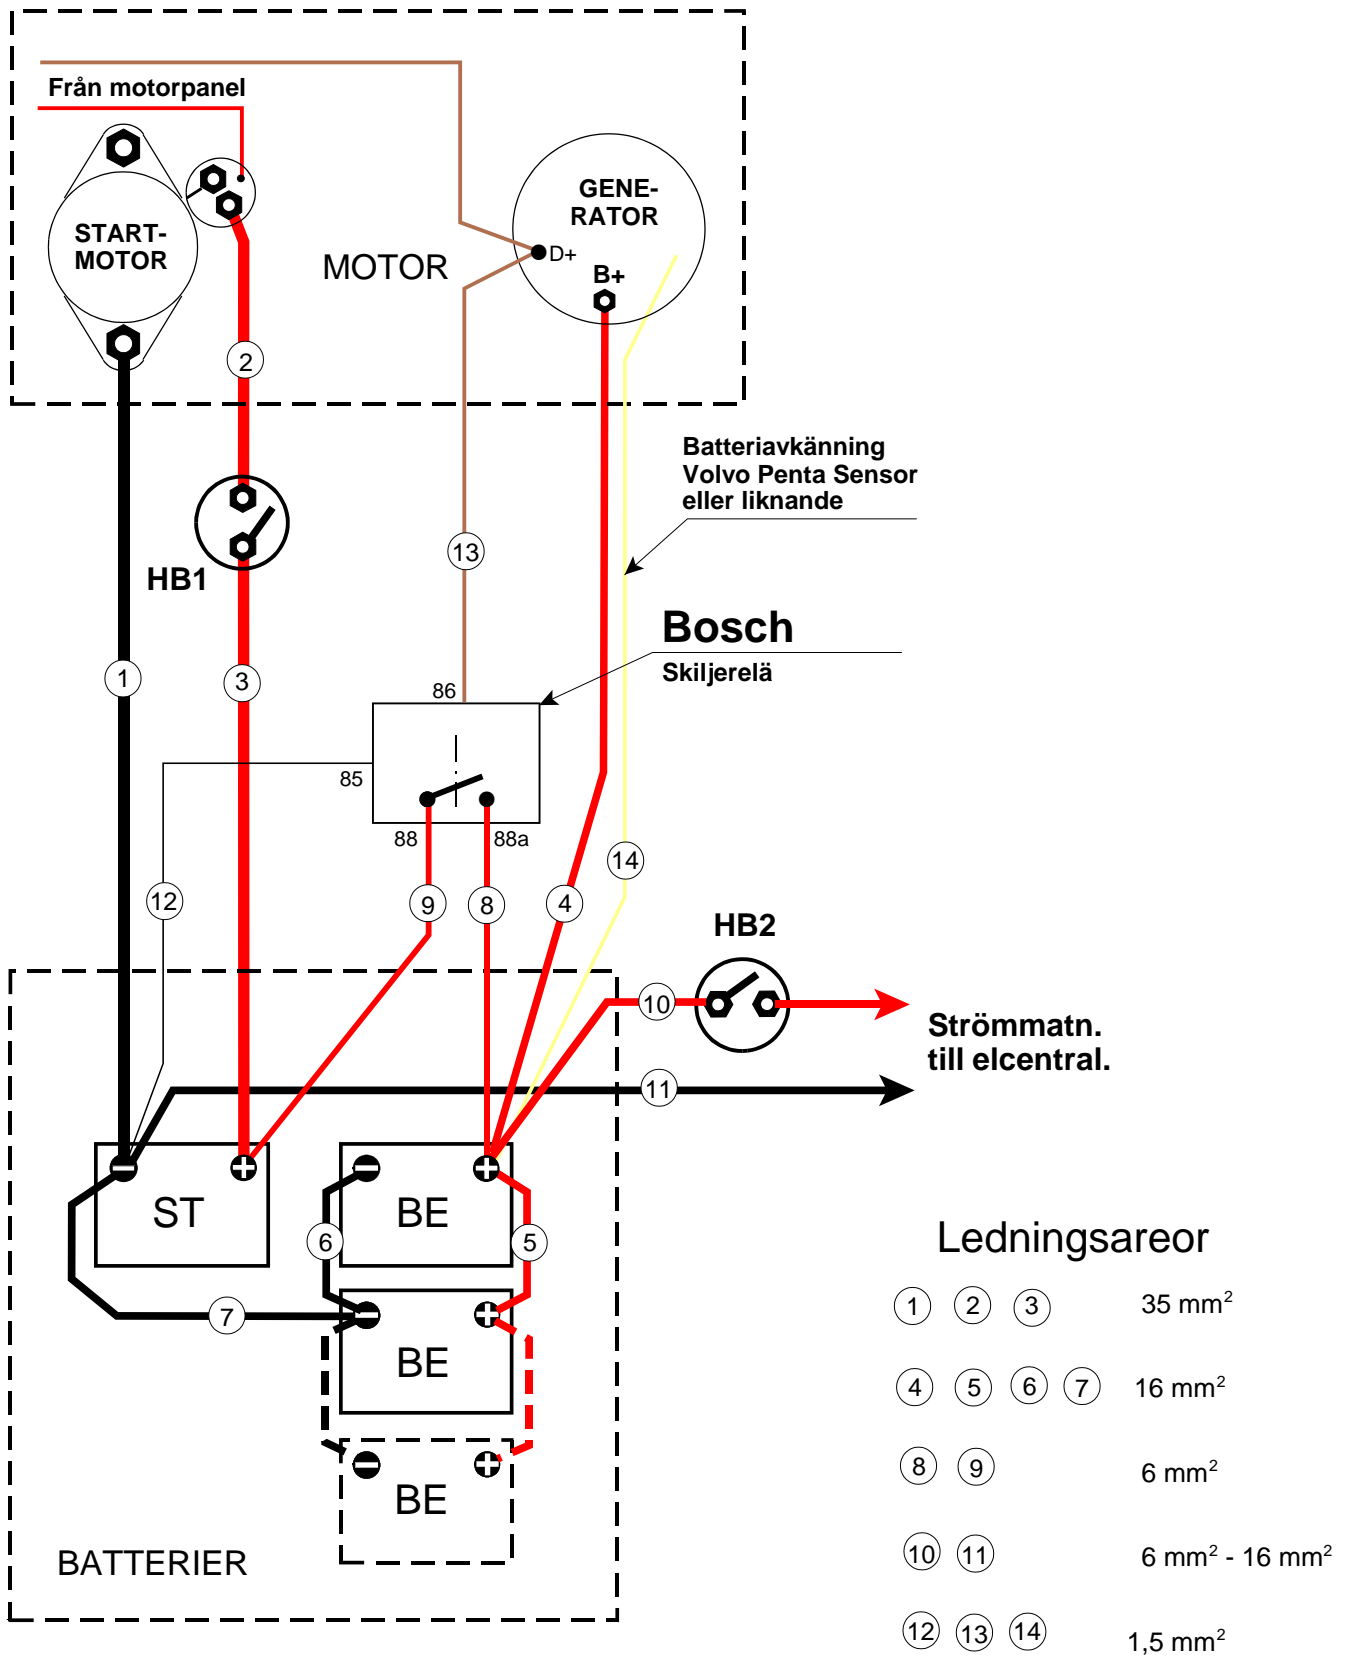 Från motorpanel
START-
MOTOR
MOTOR
GENE-
RATOR
D+
B+
2
Batteriavkänning
Volvo Penta Sensor
eller liknande
HB1
13
Bosch
Skiljerelä
1
3
86
85
88
88a
12
9
8
4
14
HB2
10
Strömmatn.
till elcentral.
11
ST
BE
6
5
7
BE
BE
BATTERIER
Ledningsareor
1 2 3 35 mm²
4 5 6 7 16 mm²
8 9 6 mm²
10 11 6 mm² - 16 mm²
12 13 14 1,5 mm²